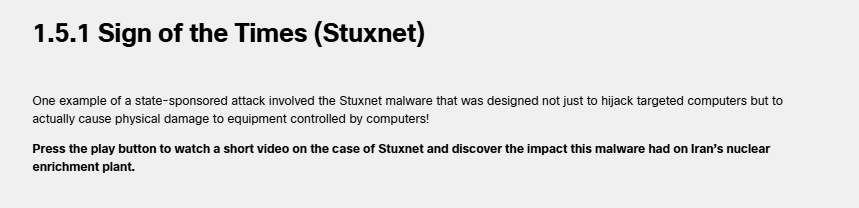 1.5.1 Sign of the Times (Stuxnet)
One example of a state-sponsored attack involved the Stuxnet malware that was designed not just to hijack targeted computers but to
actually cause physical damage to equipment controlled by computers!
Press the play button to watch a short video on the case of Stuxnet and discover the impact this malware had on Iran’s nuclear
enrichment plant.